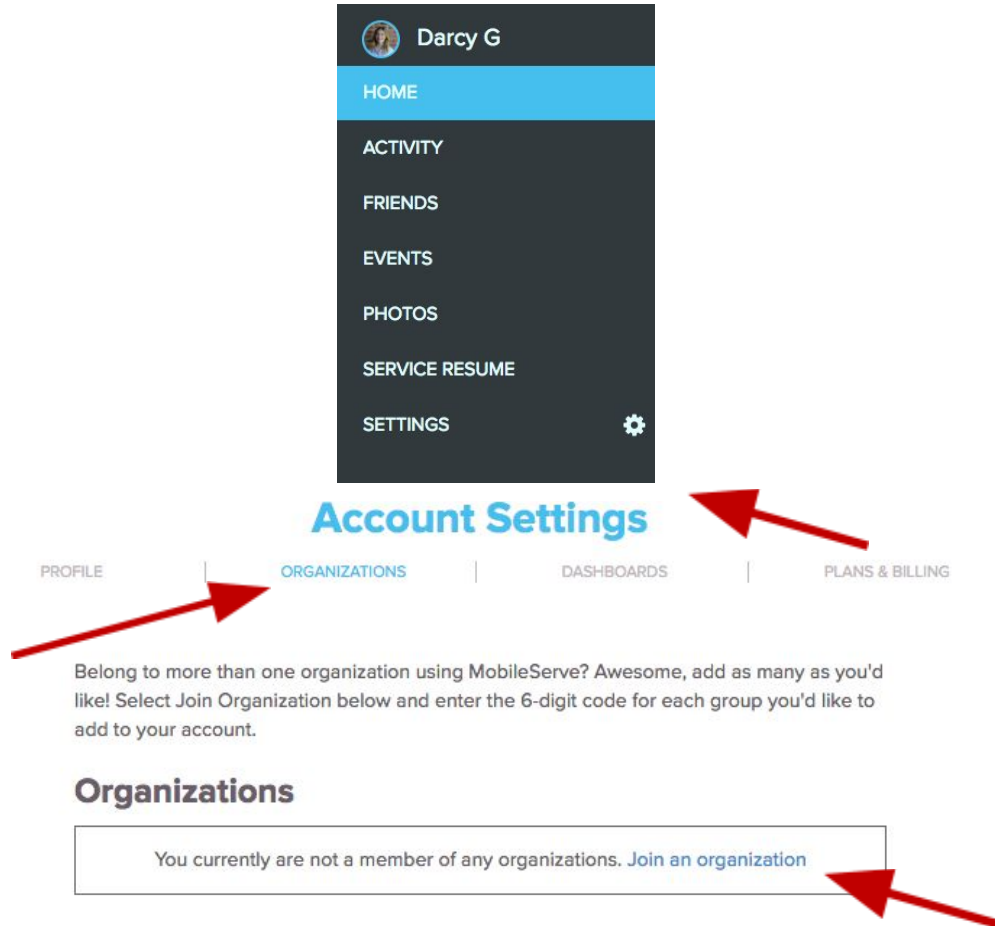 Darcy G
HOME
ACTIVITY
FRIENDS
EVENTS
PHOTOS
SERVICE RESUME
SETTINGS
Account Settings
PROFILE | ORGANIZATIONS | DASHBOARDS | PLANS & BILLING
Belong to more than one organization using MobileServe? Awesome, add as many as you'd
like! Select Join Organization below and enter the 6-digit code for each group you'd like to
add to your account.
Organizations
You currently are not a member of any organizations. Join an organization